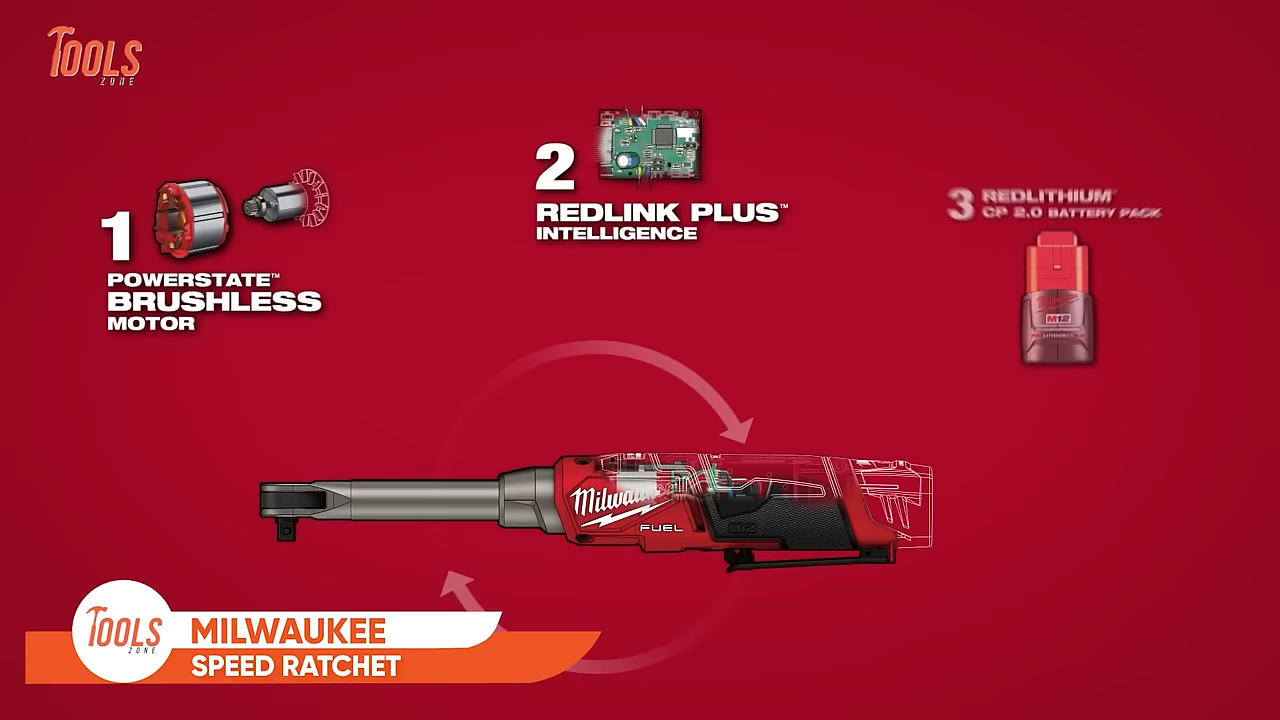 TOOLS
ZONE
1
POWERSTATE™
BRUSHLESS
MOTOR
2
REDLINK PLUS™
INTELLIGENCE
3 REDLITHIUM™
CP 2.0 BATTERY PACK
Milwaukee
M12
Milwaukee
FUEL
M12
TOOLS
ZONE
MILWAUKEE
SPEED RATCHET